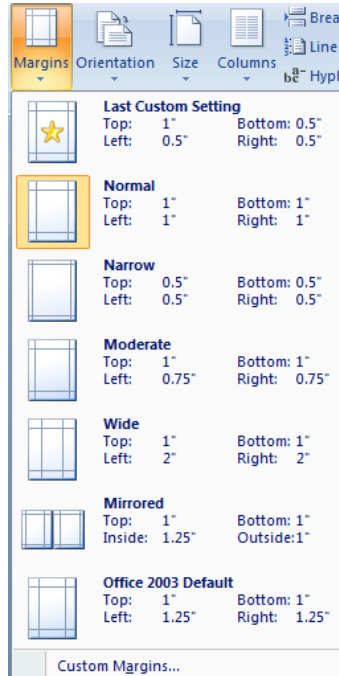 Margins Orientation Size Columns
Last Custom Setting
Top: 1" Bottom: 0.5"
Left: 0.5" Right: 0.5"
Normal
Top: 1" Bottom: 1"
Left: 1" Right: 1"
Narrow
Top: 0.5" Bottom: 0.5"
Left: 0.5" Right: 0.5"
Moderate
Top: 1" Bottom: 1"
Left: 0.75" Right: 0.75"
Wide
Top: 1" Bottom: 1"
Left: 2" Right: 2"
Mirrored
Top: 1" Bottom: 1"
Inside: 1.25" Outside:1"
Office 2003 Default
Top: 1" Bottom: 1"
Left: 1.25" Right: 1.25"
Custom Margins...
Brea
Line
Hyph